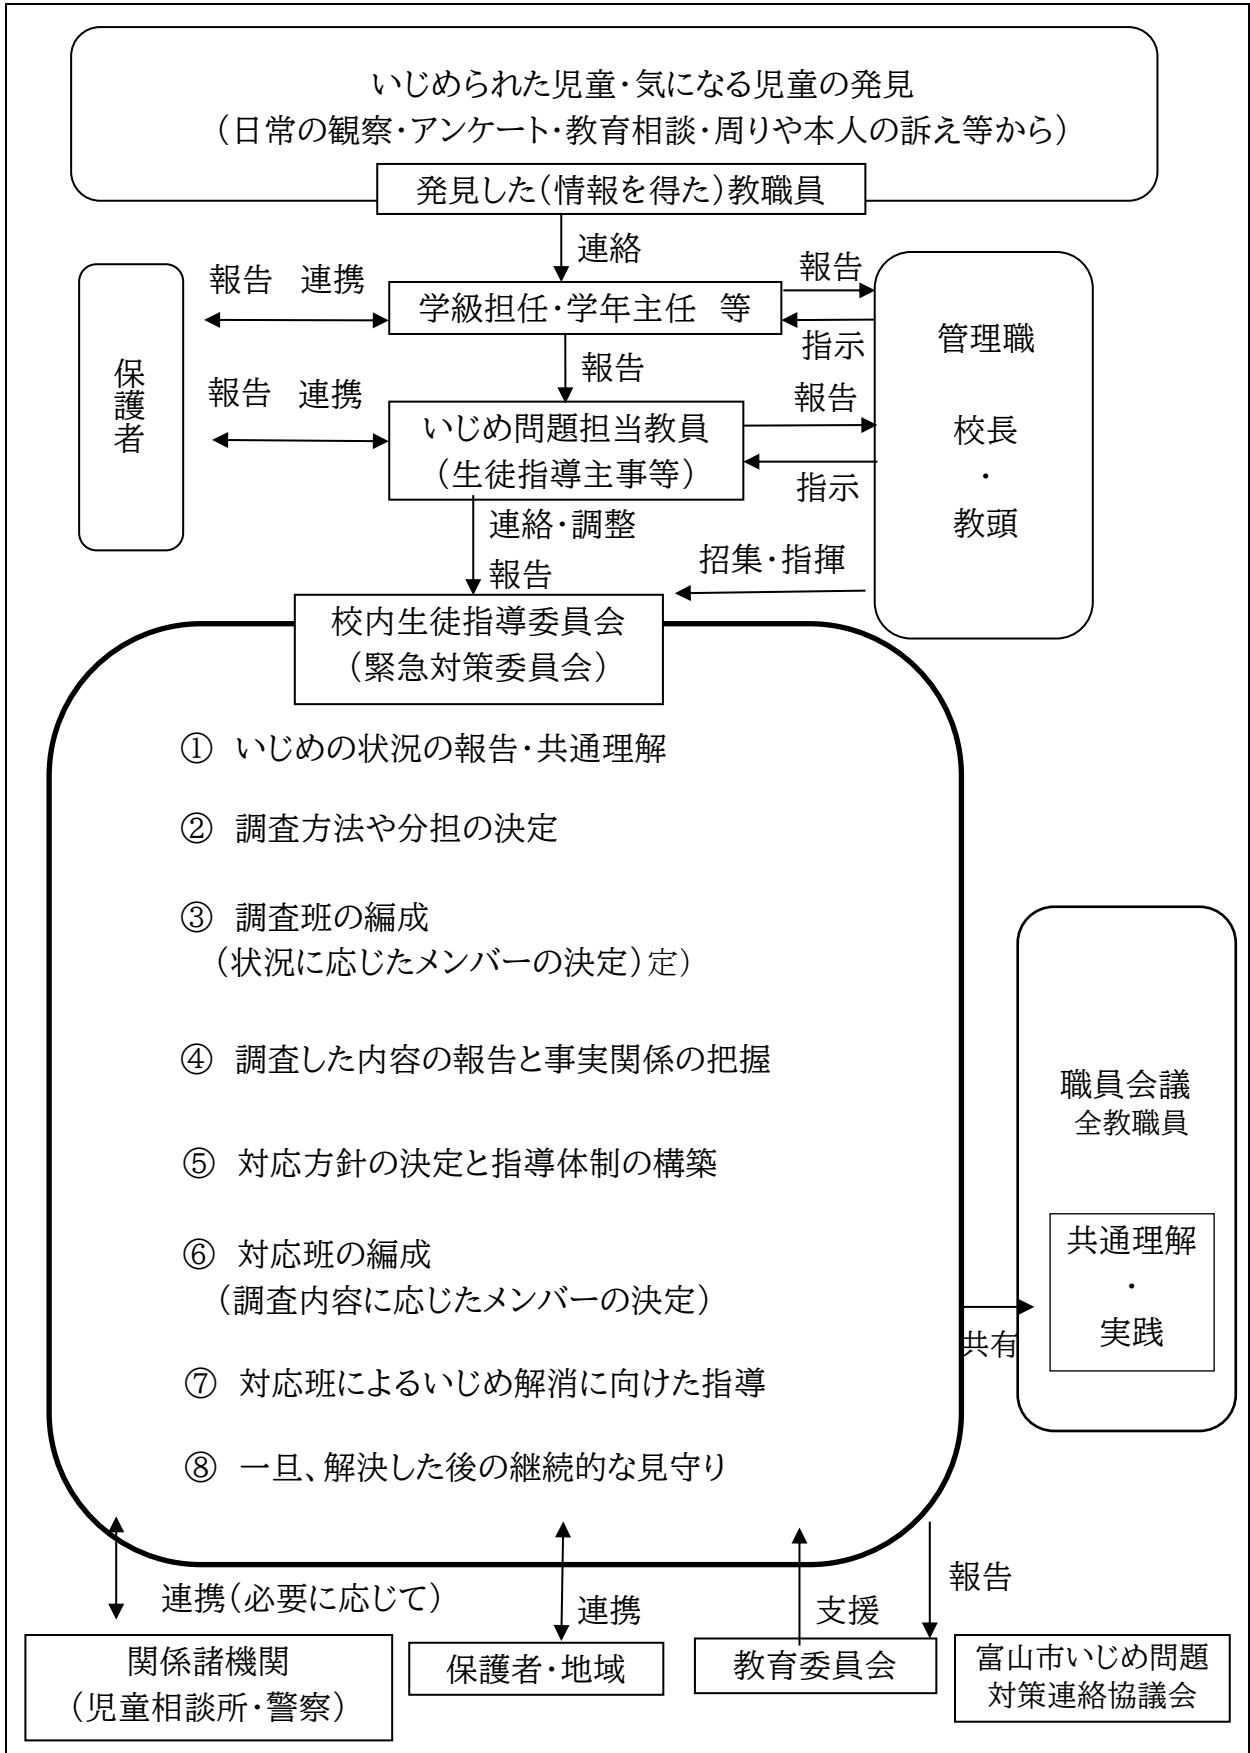 いじめられた児童・気になる児童の発見
（日常の観察・アンケート・教育相談・周りや本人の訴え等から）
発見した（情報を得た）教職員
連絡
報告　連携
学級担任・学年主任　等
報告
指示
管理職
校長
・
教頭
保護者
報告
報告　連携
いじめ問題担当教員
（生徒指導主事等）
報告
指示
連絡・調整
報告
招集・指揮
校内生徒指導委員会
（緊急対策委員会）
①　いじめの状況の報告・共通理解
②　調査方法や分担の決定
③　調査班の編成
（状況に応じたメンバーの決定）定）
④　調査した内容の報告と事実関係の把握
⑤　対応方針の決定と指導体制の構築
⑥　対応班の編成
（調査内容に応じたメンバーの決定）
⑦　対応班によるいじめ解消に向けた指導
⑧　一旦、解決した後の継続的な見守り
共有
職員会議
全教職員
共通理解
・
実践
連携（必要に応じて）
連携
支援
報告
関係諸機関
（児童相談所・警察）
保護者・地域
教育委員会
富山市いじめ問題
対策連絡協議会